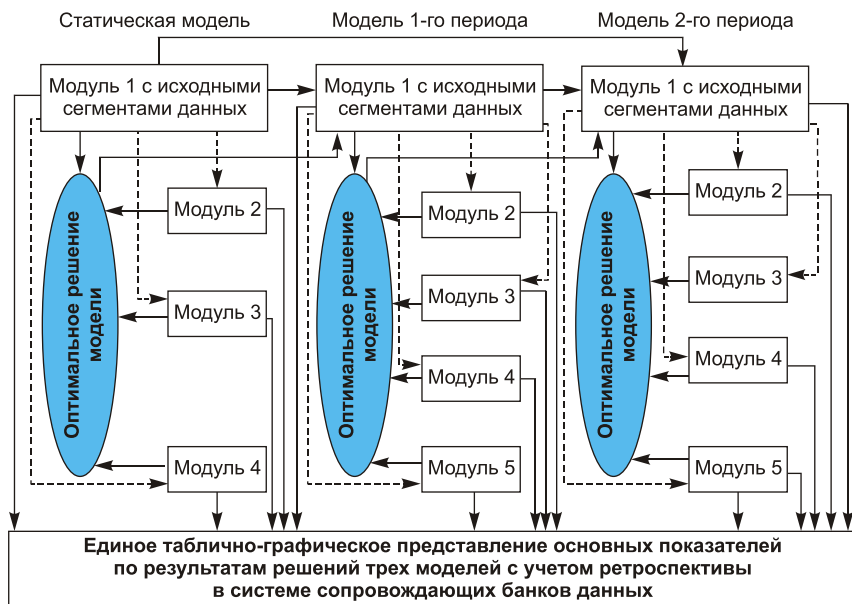 Статическая модель
Модель 1-го периода
Модель 2-го периода
Модуль 1 с исходными
сегментами данных
Модуль 1 с исходными
сегментами данных
Модуль 1 с исходными
сегментами данных
Оптимальное решение
модели
Модуль 2
Модуль 3
Модуль 4
Оптимальное решение
модели
Модуль 2
Модуль 3
Модуль 4
Модуль 5
Оптимальное решение
модели
Модуль 2
Модуль 3
Модуль 4
Модуль 5
Единое таблично-графическое представление основных показателей
по результатам решений трех моделей с учетом ретроспективы
в системе сопровождающих банков данных